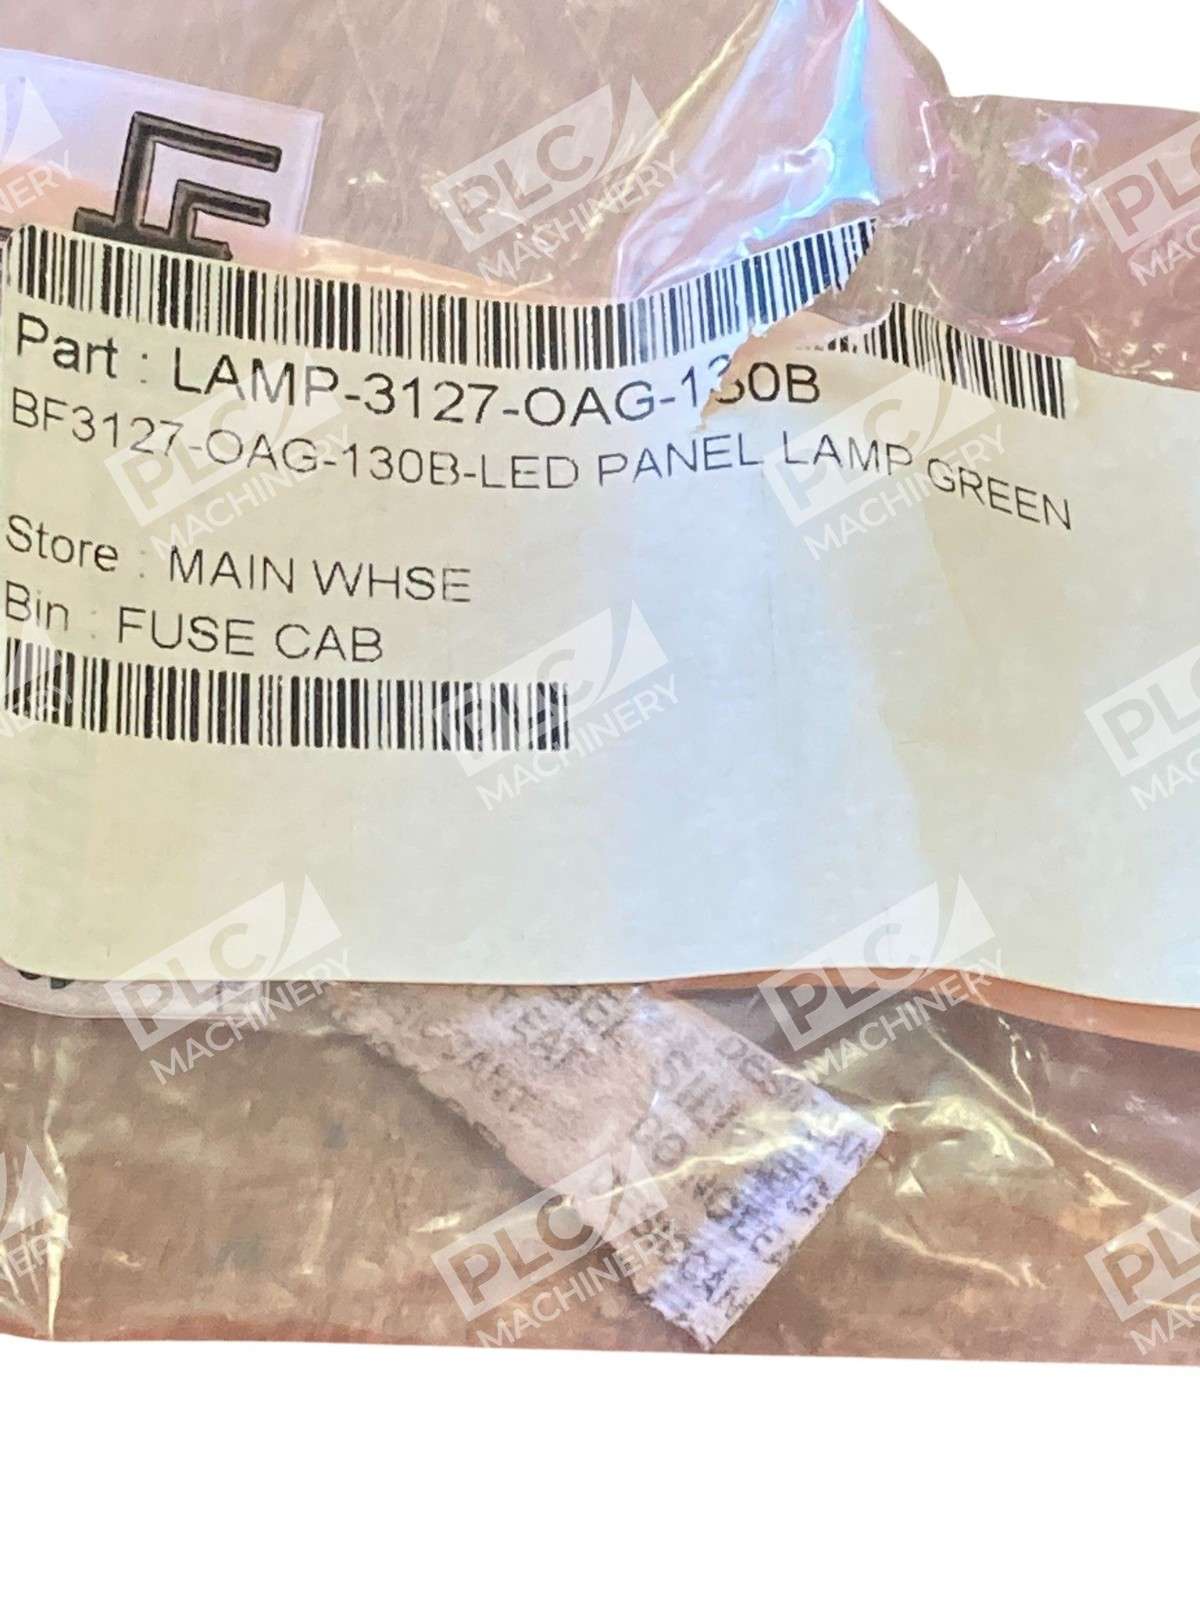 Part : LAMP-3127-OAG-130B
BF3127-OAG-130B-LED PANEL LAMP GREEN
Store : MAIN WHSE
Bin : FUSE CAB
PLC MACHINERY